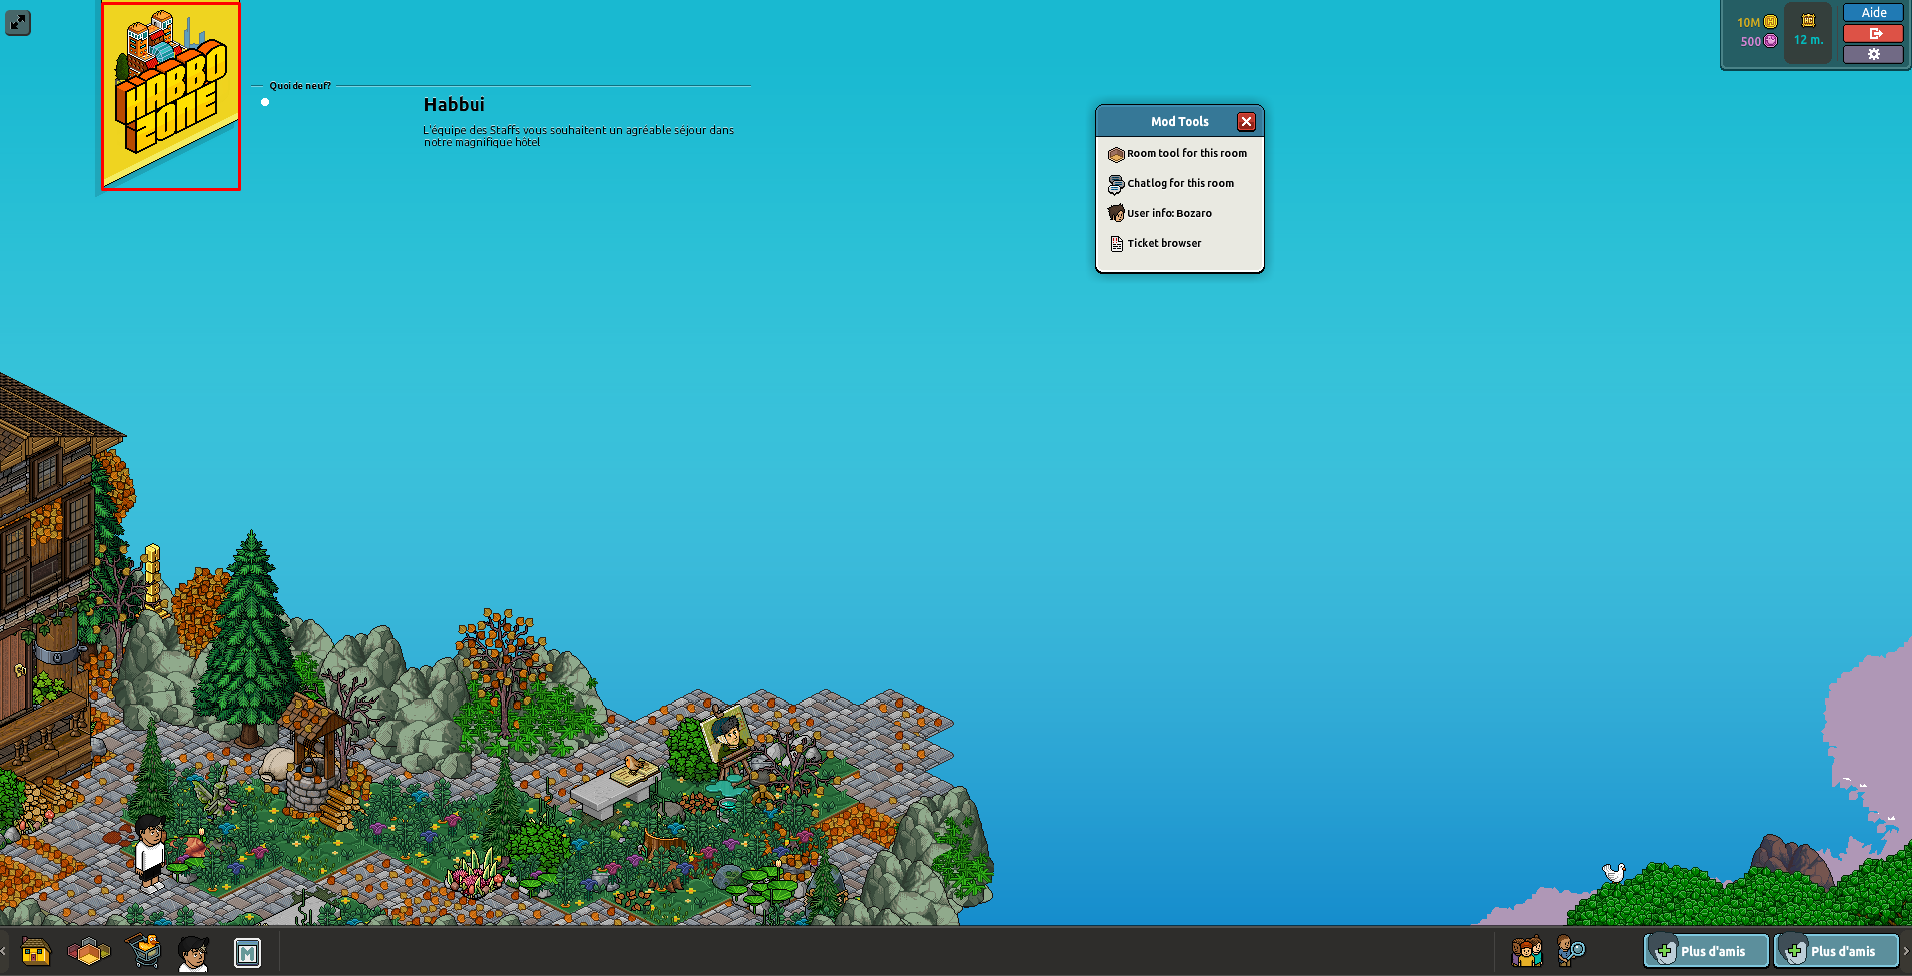 HABBO
ZONE
Quoi de neuf?
Habbui
L'équipe des Staffs vous souhaitent un agréable séjour dans
notre magnifique hôtel
10M
500
HC
12 m.
Aide
Mod Tools
Room tool for this room
Chatlog for this room
User info: Bozaro
Ticket browser
M
Plus d'amis
Plus d'amis